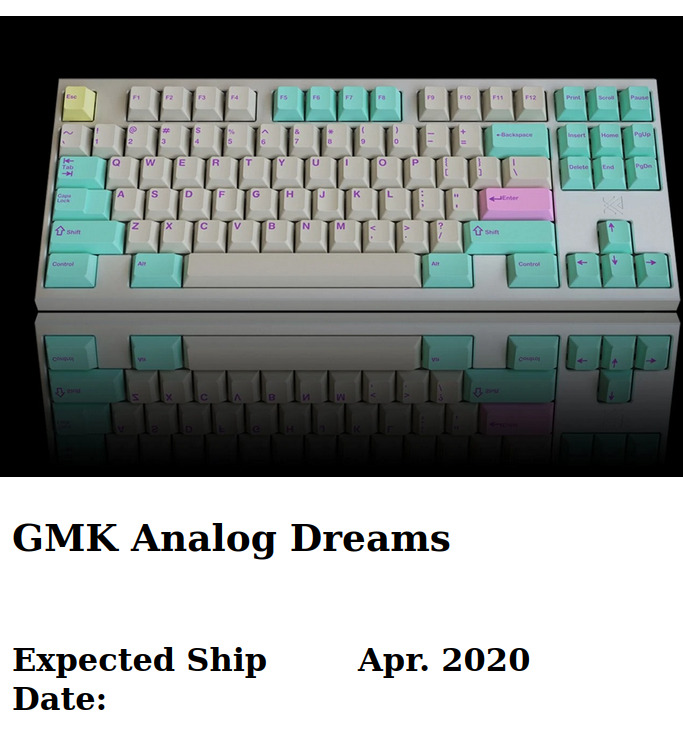 Esc F1 F2 F3 F4 F5 F6 F7 F8 F9 F10 F11 F12 Print Scroll Pause
~ ! @ # $ % ^ & * ( ) _ + Backspace Insert Home PgUp
` 1 2 3 4 5 6 7 8 9 0 - =
Tab Q W E R T Y U I O P { } | Delete End PgDn
[ ] \
Caps Lock A S D F G H J K L : " Enter
; '
Shift Z X C V B N M < > ? Shift
, . /
Control Alt Alt Control
GMK Analog Dreams
Expected Ship Apr. 2020
Date: